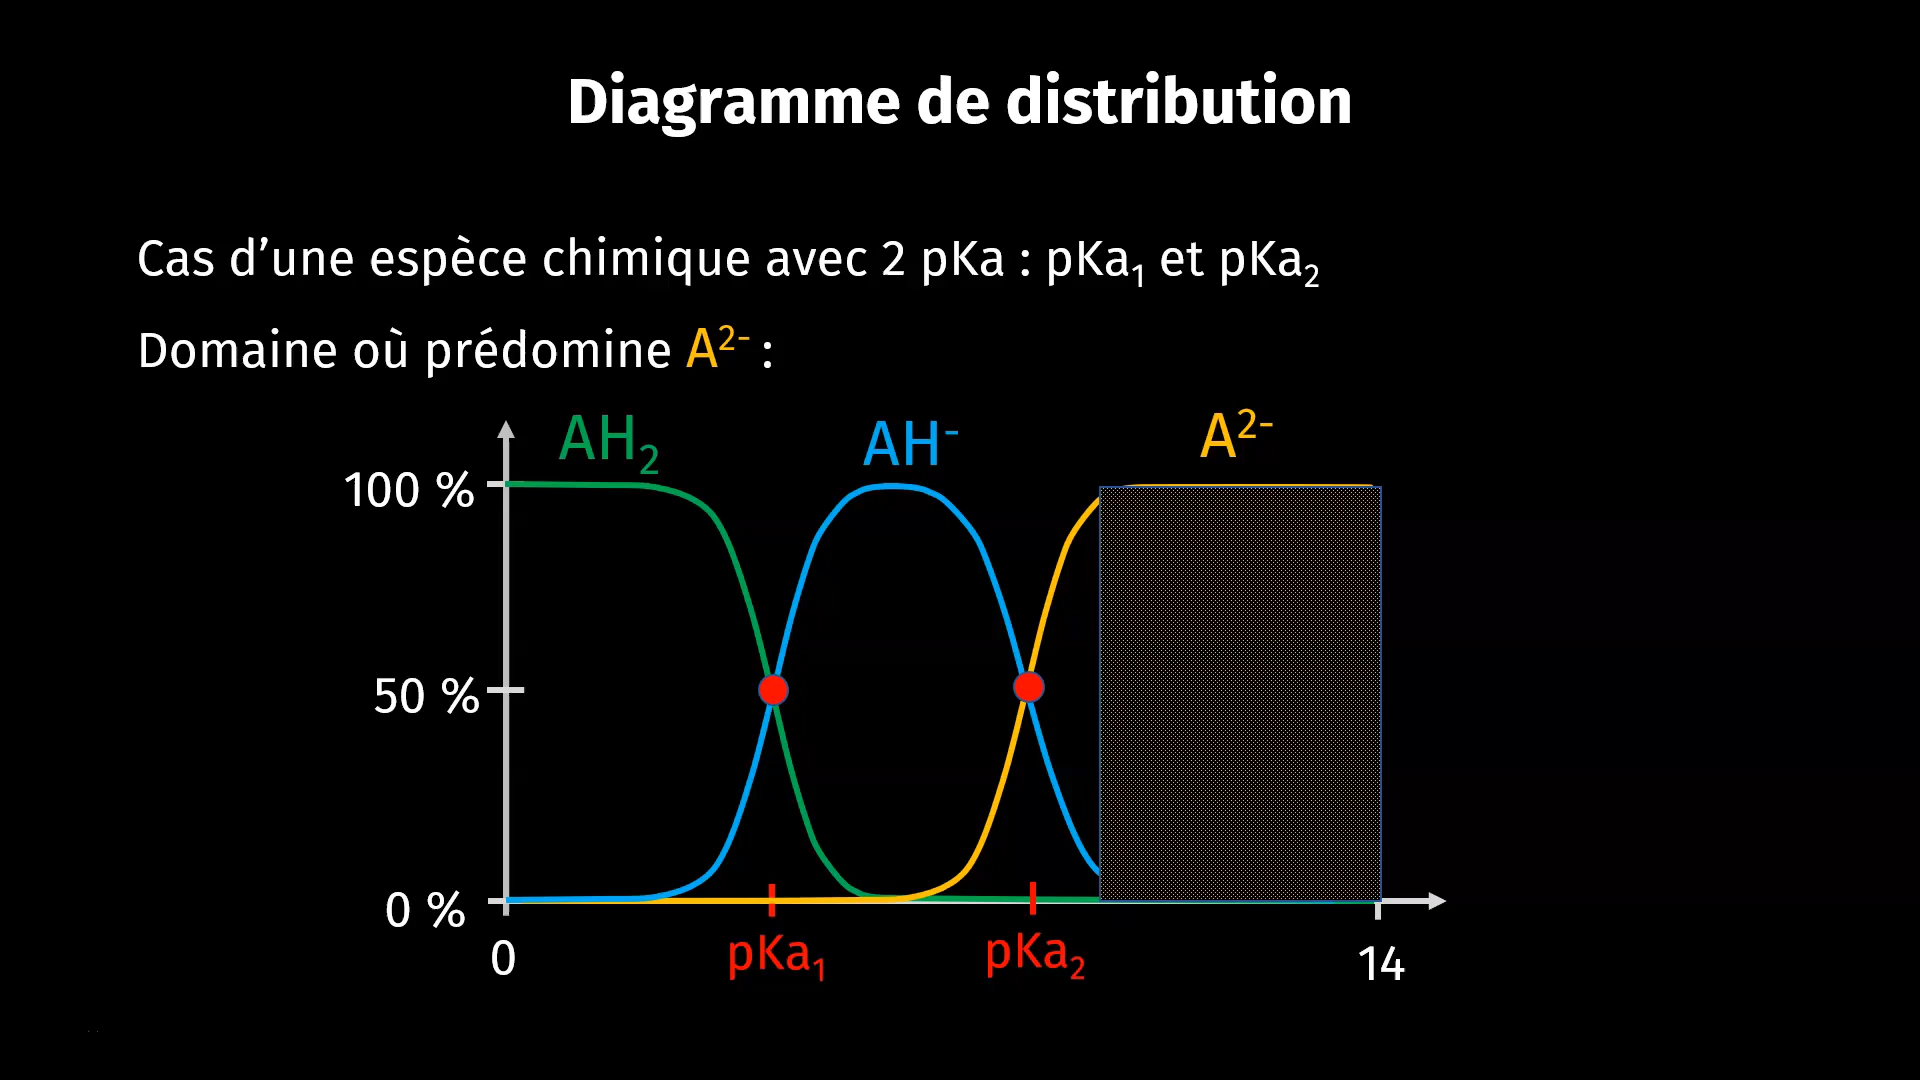 Diagramme de distribution
Cas d’une espèce chimique avec 2 pKa : pKa₁ et pKa₂
Domaine où prédomine A²⁻ :
AH₂ AH⁻ A²⁻
100 %
50 %
0 %
0 pKa₁ pKa₂ 14